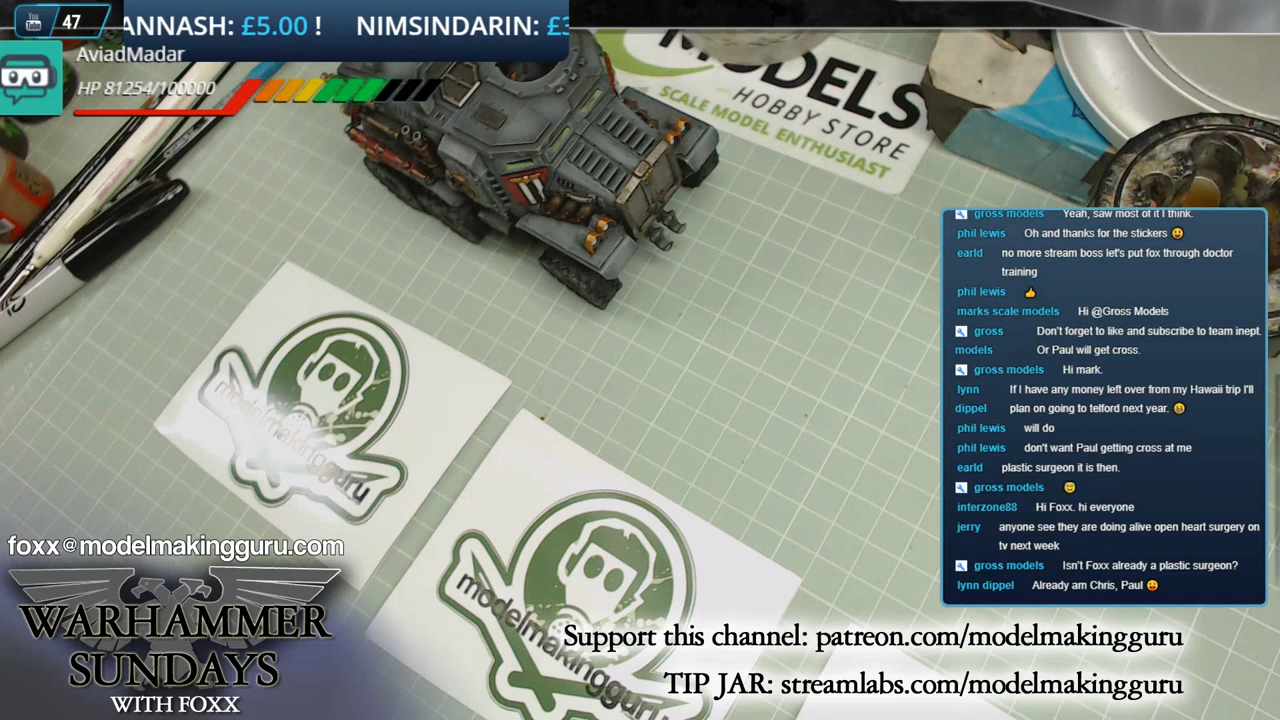 You
Tube
47
ANNASH: £5.00 !    NIMSINDARIN: £
AviadMadar
HP 81254/100000
MODELS
HOBBY STORE
SCALE MODEL ENTHUSIAST
gross models Yeah, saw most of it I think.
phil lewis Oh and thanks for the stickers 😀
earld no more stream boss let's put fox through doctor
training
phil lewis 👍
marks scale models Hi @Gross Models
gross Don't forget to like and subscribe to team inept.
models Or Paul will get cross.
gross models Hi mark.
lynn If I have any money left over from my Hawaii trip I'll
dippel plan on going to telford next year. 😀
phil lewis will do
phil lewis don't want Paul getting cross at me
earld plastic surgeon it is then.
gross models 😇
interzone88 Hi Foxx. hi everyone
jerry anyone see they are doing alive open heart surgery on
tv next week
gross models Isn't Foxx already a plastic surgeon?
lynn dippel Already am Chris, Paul 😛
modelmakingguru
modelmakingguru
foxx@modelmakingguru.com
WARHAMMER
SUNDAYS
WITH FOXX
Support this channel: patreon.com/modelmakingguru
TIP JAR: streamlabs.com/modelmakingguru